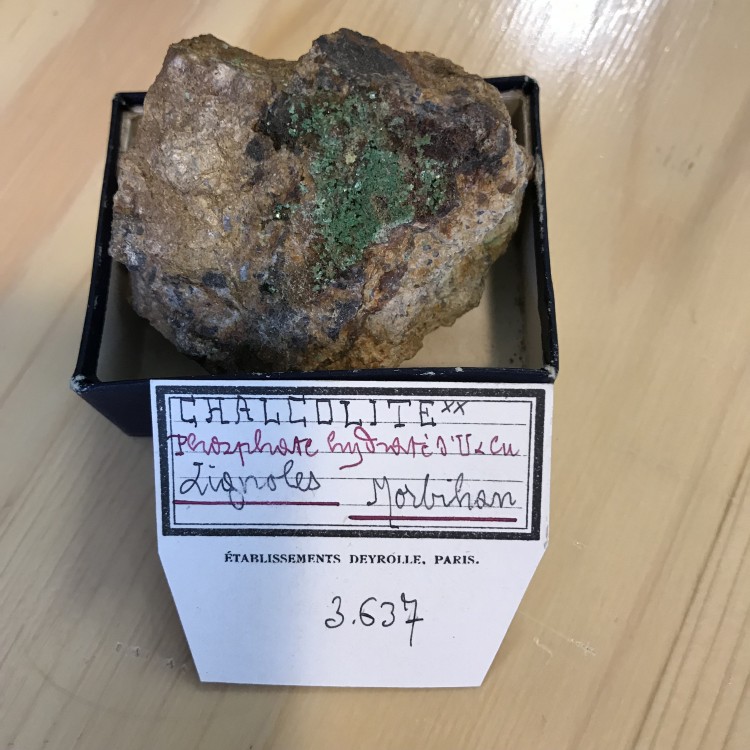 CHALCOLITE xx
Phosphate hydraté d'U & Cu
Lignoles Morbihan
ÉTABLISSEMENTS DEYROLLE, PARIS.
3.637